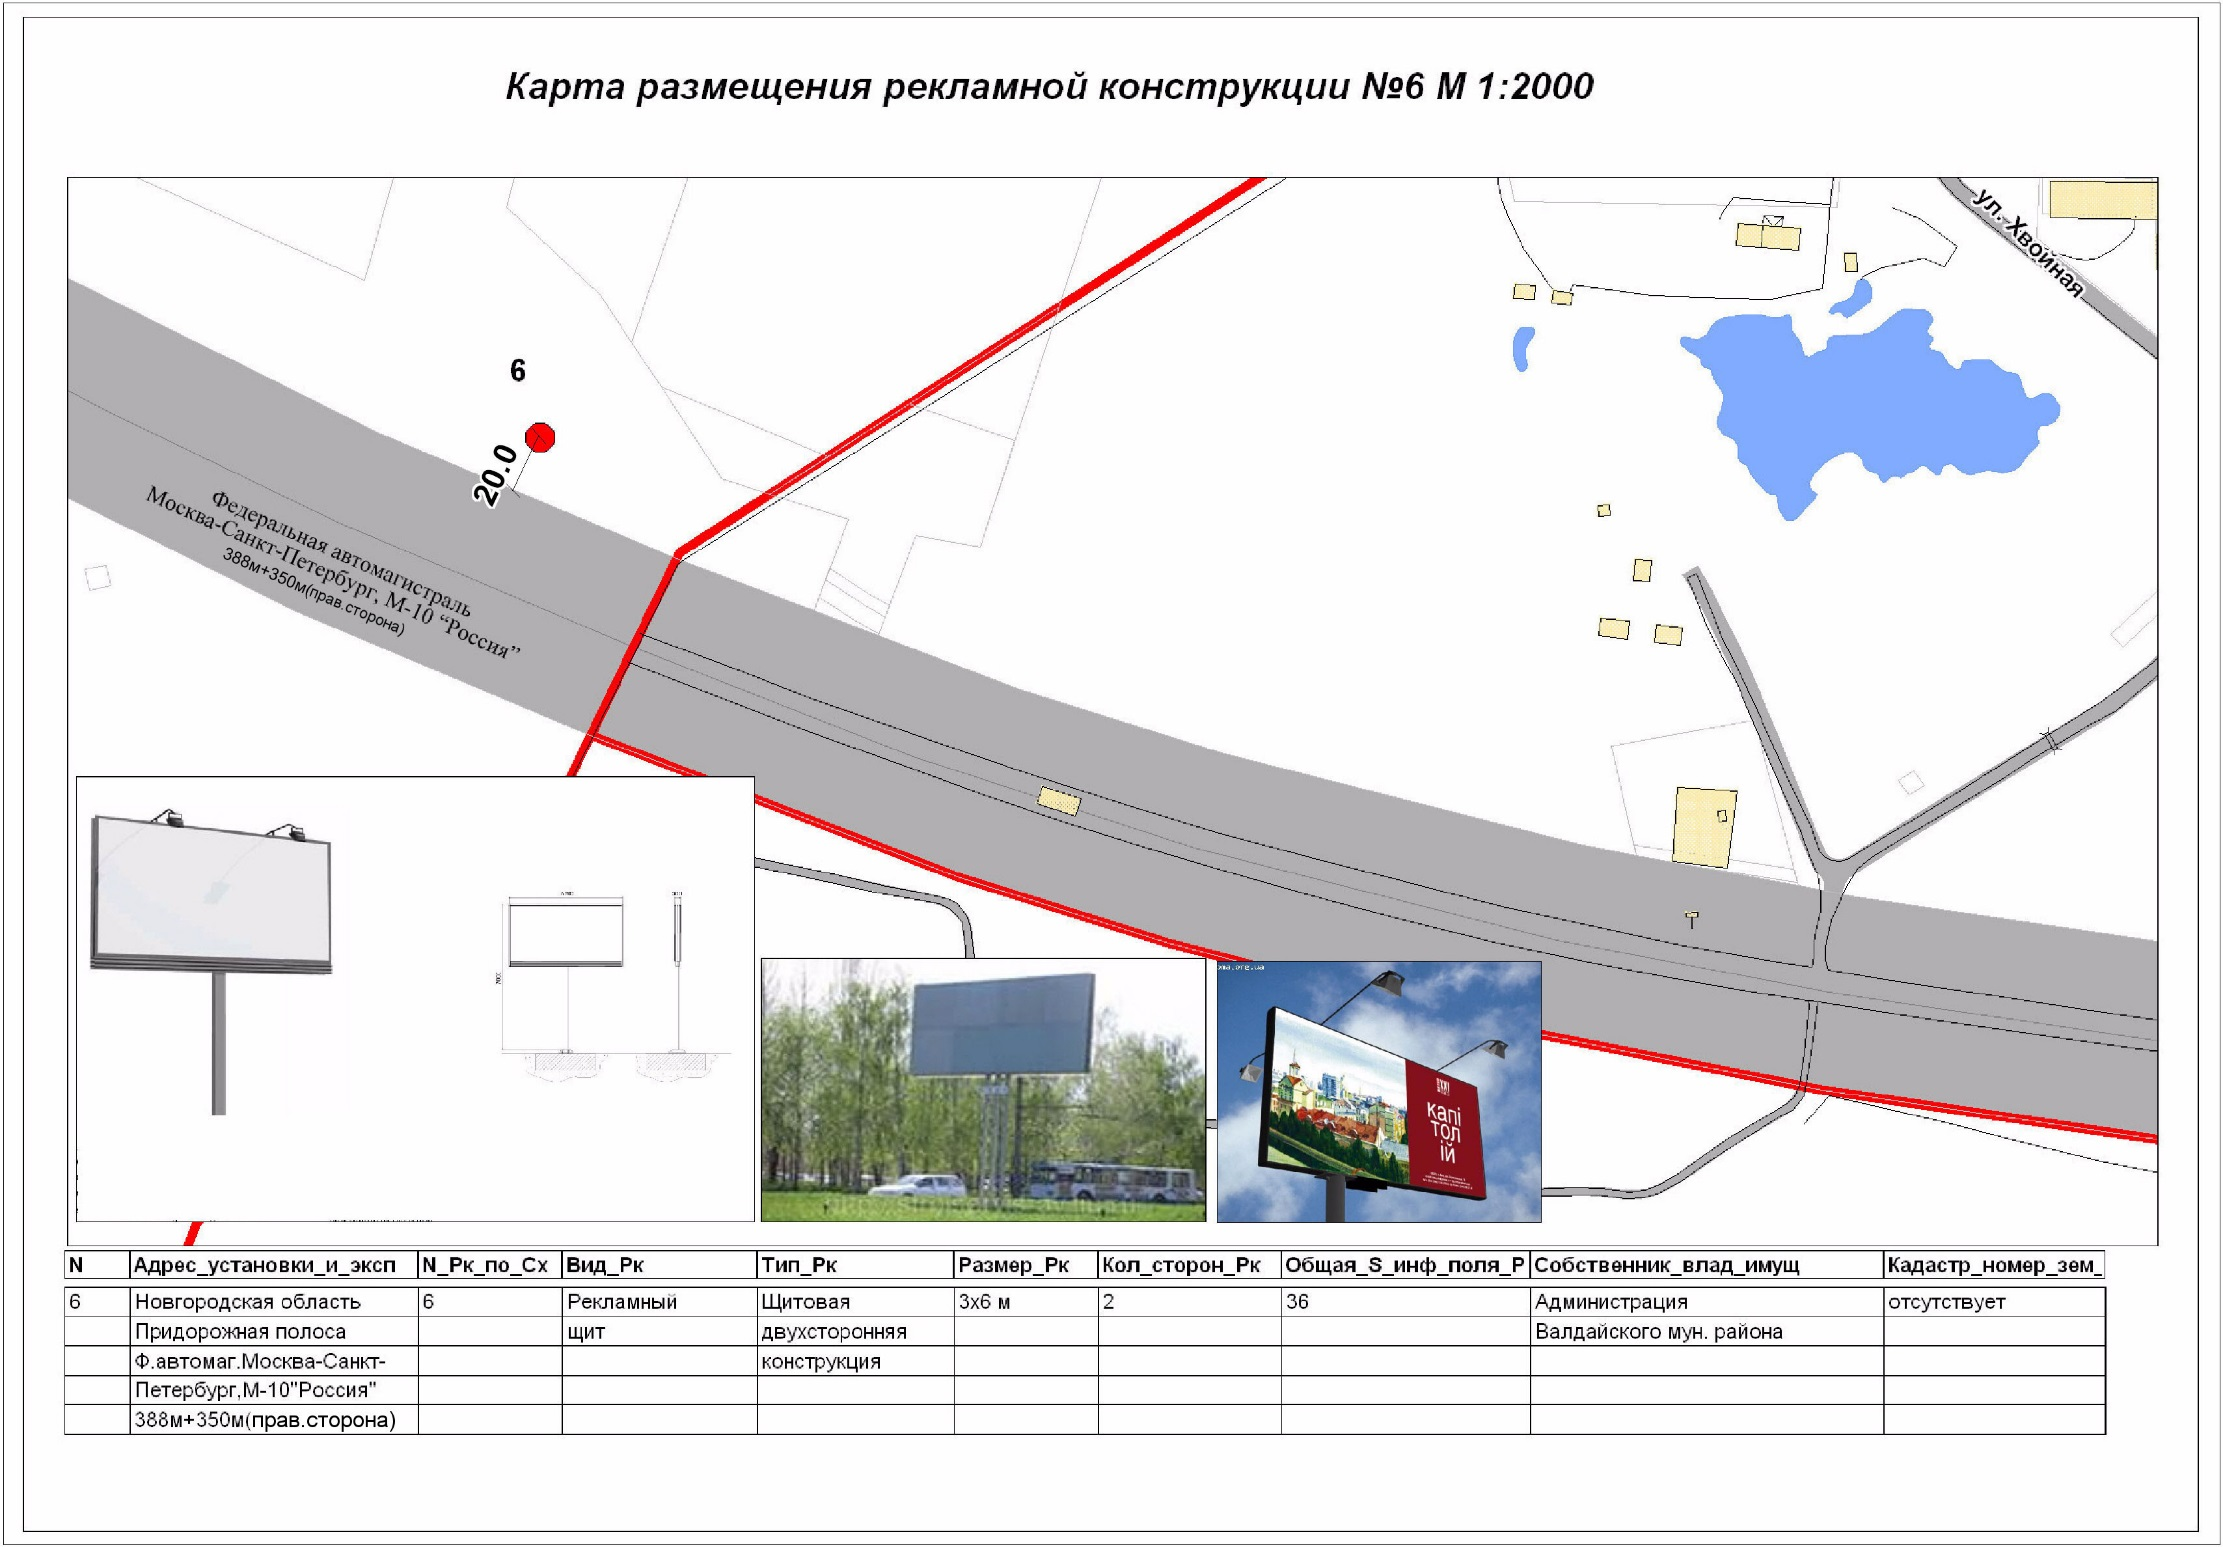 Карта размещения рекламной конструкции №6 М 1:2000
ул. Хвойная
6
20.0
Федеральная автомагистраль
Москва-Санкт-Петербург, М-10 “Россия”
388м+350м(прав.сторона)
капі
тол
ій
N Адрес_установки_и_эксп N_Рк_по_Сх Вид_Рк Тип_Рк Размер_Рк Кол_сторон_Рк Общая_S_инф_поля_Р Собственник_влад_имущ Кадастр_номер_зем_
6 Новгородская область 6 Рекламный Щитовая 3х6 м 2 36 Администрация отсутствует
Придорожная полоса щит двухсторонняя Валдайского мун. района
Ф.автомаг.Москва-Санкт- конструкция
Петербург,М-10"Россия"
388м+350м(прав.сторона)